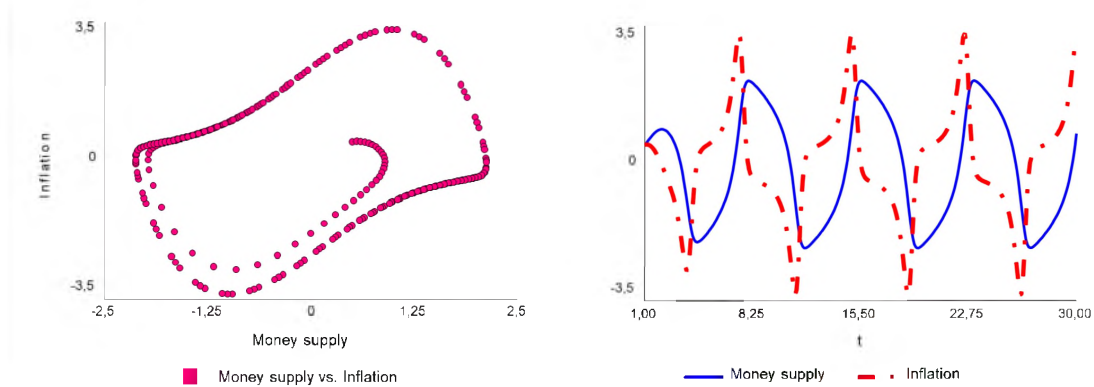 3,5
Inflation
0
-3,5
-2,5 -1,25 0 1,25 2,5
Money supply
Money supply vs. Inflation
3,5
0
-3,5
1,00 8,25 15,50 22,75 30,00
t
Money supply Inflation